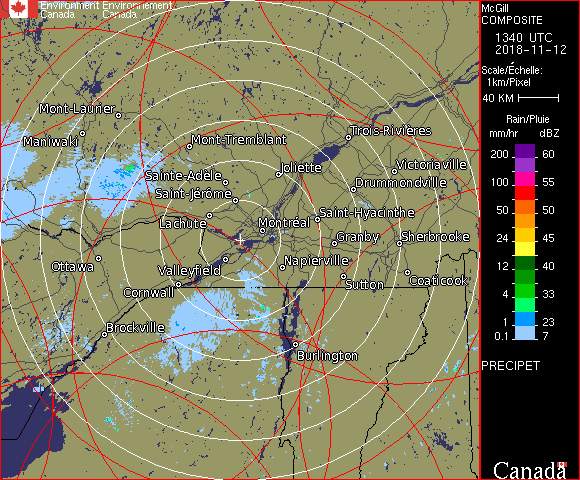 Environment Environnement
Canada Canada
McGill
COMPOSITE
1340 UTC
2018-11-12
Scale/Échelle:
1km/Pixel
40 KM
Rain/Pluie
mm/hr dBZ
200 60
100 55
50 50
24 45
12 40
4 33
1 23
0.1 7
PRECIPET
Canada
Mont-Laurier
Maniwaki
Mont-Tremblant
Trois-Rivières
Sainte-Adèle
Joliette
Victoriaville
Saint-Jérôme
Drummondville
Lachute
Montréal
Saint-Hyacinthe
Granby
Sherbrooke
Ottawa
Valleyfield
Napierville
Cornwall
Sutton
Coaticook
Brockville
Burlington